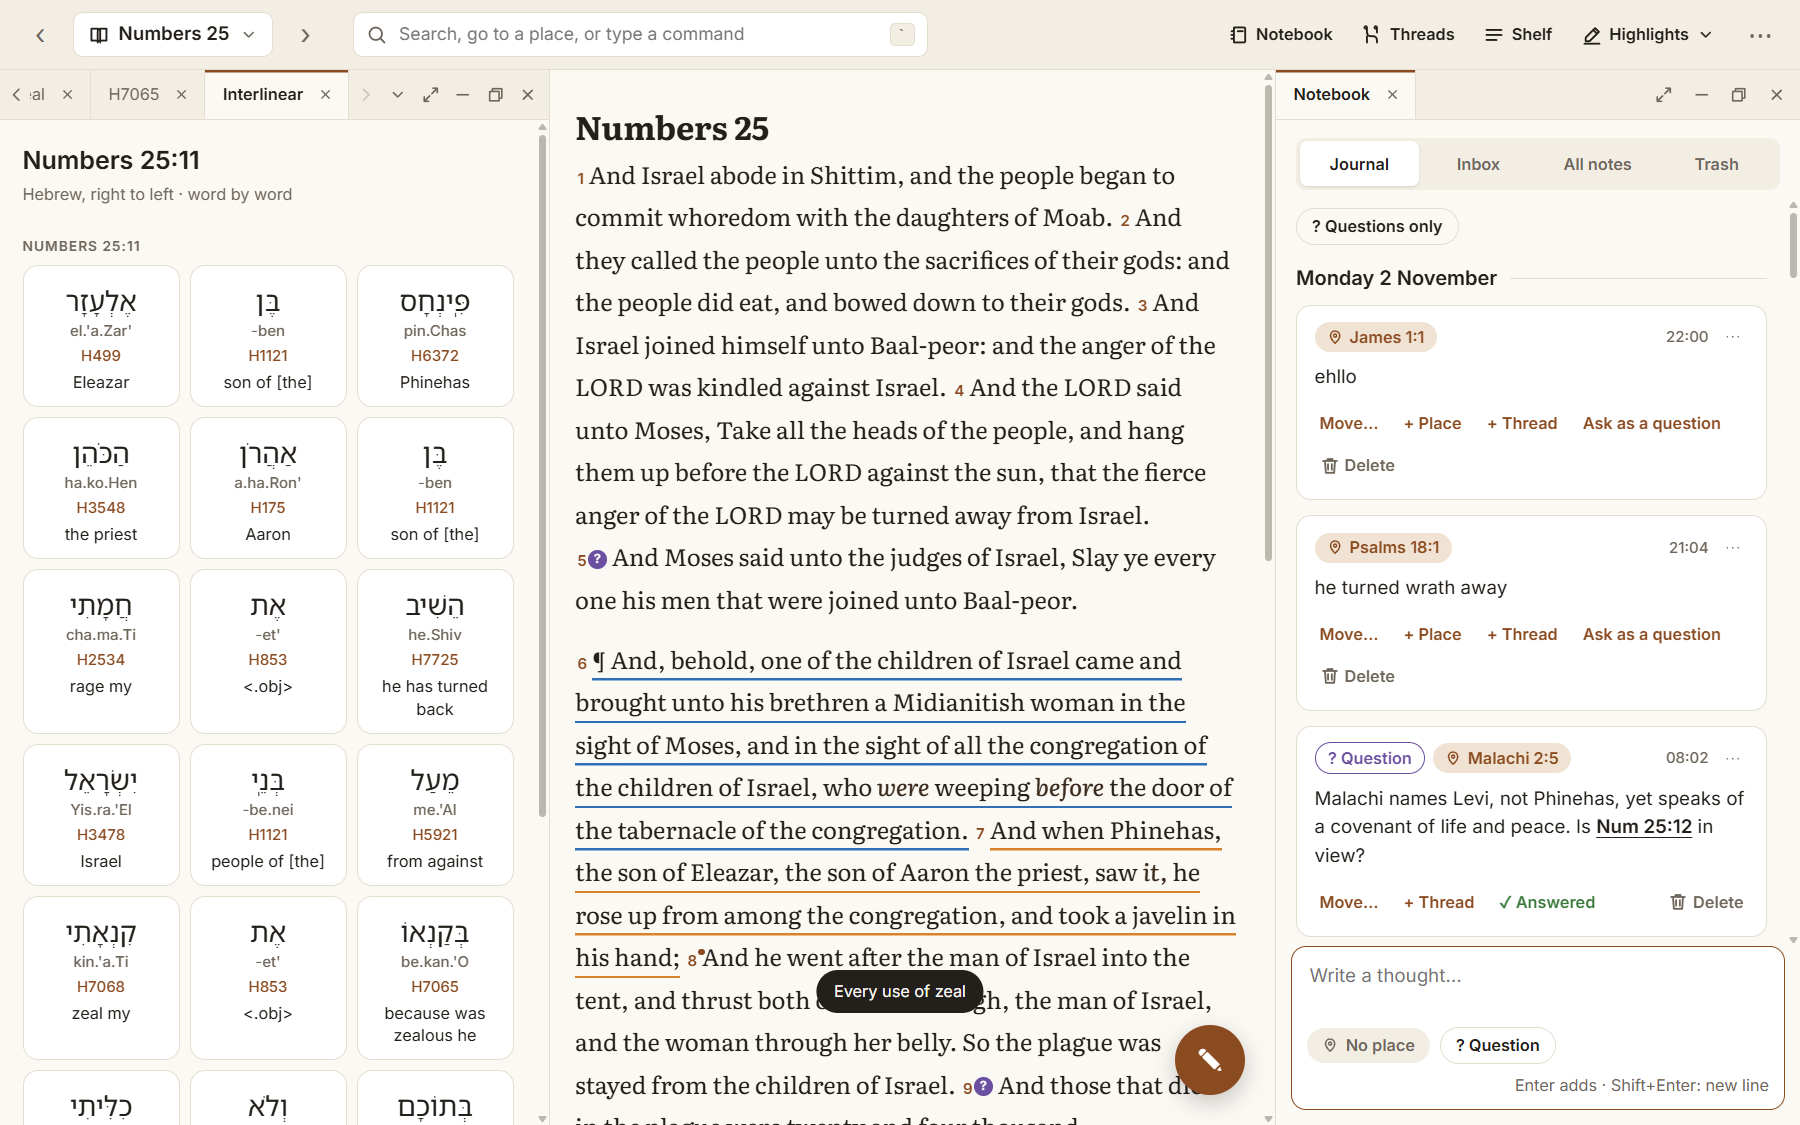 Numbers 25
Search, go to a place, or type a command
`
Notebook
Threads
Shelf
Highlights
eal
H7065
Interlinear
Numbers 25:11
Hebrew, right to left · word by word
NUMBERS 25:11
פִּֽינְחָס
pin.Chas
H6372
Phinehas
בֶּן
-ben
H1121
son of [the]
אֶלְעָזָר
el.'a.Zar'
H499
Eleazar
בֶּן
-ben
H1121
son of [the]
אַהֲרֹן
a.ha.Ron'
H175
Aaron
הַכֹּהֵן
ha.ko.Hen
H3548
the priest
הֵשִׁיב
he.Shiv
H7725
he has turned
back
אֶת
-et'
H853
<.obj>
חֲמָתִי
cha.ma.Ti
H2534
rage my
מֵעַל
me.'Al
H5921
from against
בְּנֵֽי
-be.nei
H1121
people of [the]
יִשְׂרָאֵל
Yis.ra.'El
H3478
Israel
בְּקַנְאוֹ
be.kan.'O
H7065
because was
zealous he
אֶת
-et'
H853
<.obj>
קִנְאָתִי
kin.'a.Ti
H7068
zeal my
בְּתוֹכָם
וְלֹא
כִלִּיתִי
Numbers 25
1 And Israel abode in Shittim, and the people began to
commit whoredom with the daughters of Moab. 2 And
they called the people unto the sacrifices of their gods: and
the people did eat, and bowed down to their gods. 3 And
Israel joined himself unto Baal-peor: and the anger of the
LORD was kindled against Israel. 4 And the LORD said
unto Moses, Take all the heads of the people, and hang
them up before the LORD against the sun, that the fierce
anger of the LORD may be turned away from Israel.
5 ? And Moses said unto the judges of Israel, Slay ye every
one his men that were joined unto Baal-peor.
6 ¶ And, behold, one of the children of Israel came and
brought unto his brethren a Midianitish woman in the
sight of Moses, and in the sight of all the congregation of
the children of Israel, who were weeping before the door of
the tabernacle of the congregation. 7 And when Phinehas,
the son of Eleazar, the son of Aaron the priest, saw it, he
rose up from among the congregation, and took a javelin in
his hand; 8 And he went after the man of Israel into the
tent, and thrust both the man of Israel,
and the woman through her belly. So the plague was
stayed from the children of Israel. 9 ? And those that
in the plague were twenty and four thousand.
Every use of zeal
Notebook
Journal
Inbox
All notes
Trash
? Questions only
Monday 2 November
James 1:1
22:00
ehllo
Move...
+ Place
+ Thread
Ask as a question
Delete
Psalms 18:1
21:04
he turned wrath away
Move...
+ Place
+ Thread
Ask as a question
Delete
? Question
Malachi 2:5
08:02
Malachi names Levi, not Phinehas, yet speaks of
a covenant of life and peace. Is Num 25:12 in
view?
Move...
+ Thread
✓ Answered
Delete
Write a thought...
No place
? Question
Enter adds · Shift+Enter: new line